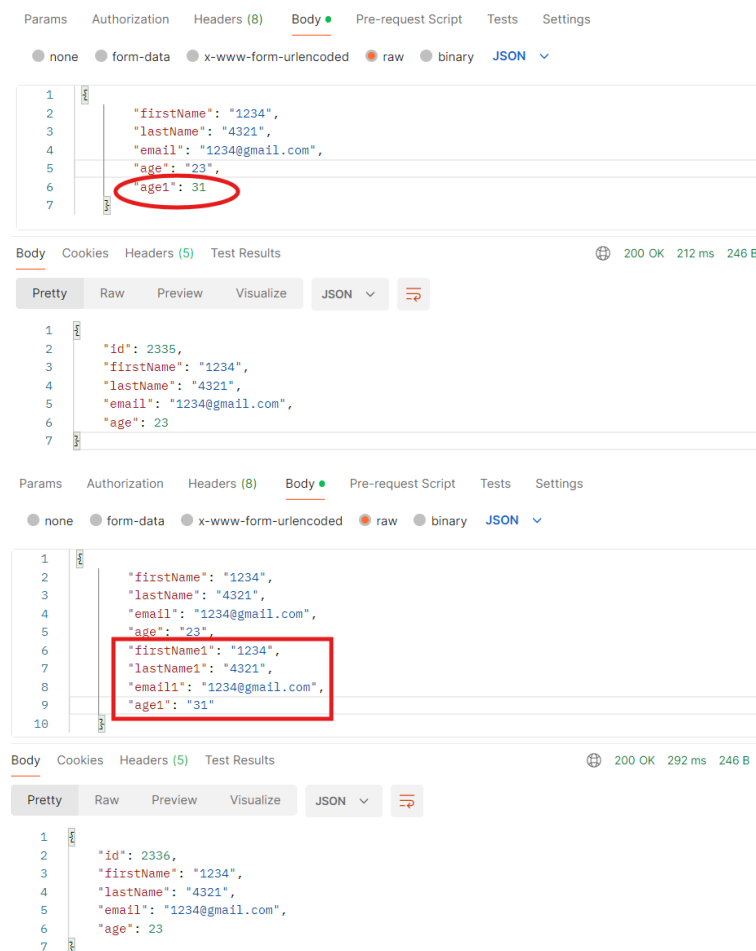 Params Authorization Headers (8) Body Pre-request Script Tests Settings
none form-data x-www-form-urlencoded raw binary JSON
1 {
2 "firstName": "1234",
3 "lastName": "4321",
4 "email": "1234@gmail.com",
5 "age": "23",
6 "age1": 31
7 }
Body Cookies Headers (5) Test Results 200 OK 212 ms 246 B
Pretty Raw Preview Visualize JSON
1 {
2 "id": 2335,
3 "firstName": "1234",
4 "lastName": "4321",
5 "email": "1234@gmail.com",
6 "age": 23
7 }
Params Authorization Headers (8) Body Pre-request Script Tests Settings
none form-data x-www-form-urlencoded raw binary JSON
1 {
2 "firstName": "1234",
3 "lastName": "4321",
4 "email": "1234@gmail.com",
5 "age": "23",
6 "firstName1": "1234",
7 "lastName1": "4321",
8 "email1": "1234@gmail.com",
9 "age1": "31"
10 }
Body Cookies Headers (5) Test Results 200 OK 292 ms 246 B
Pretty Raw Preview Visualize JSON
1 {
2 "id": 2336,
3 "firstName": "1234",
4 "lastName": "4321",
5 "email": "1234@gmail.com",
6 "age": 23
7 }